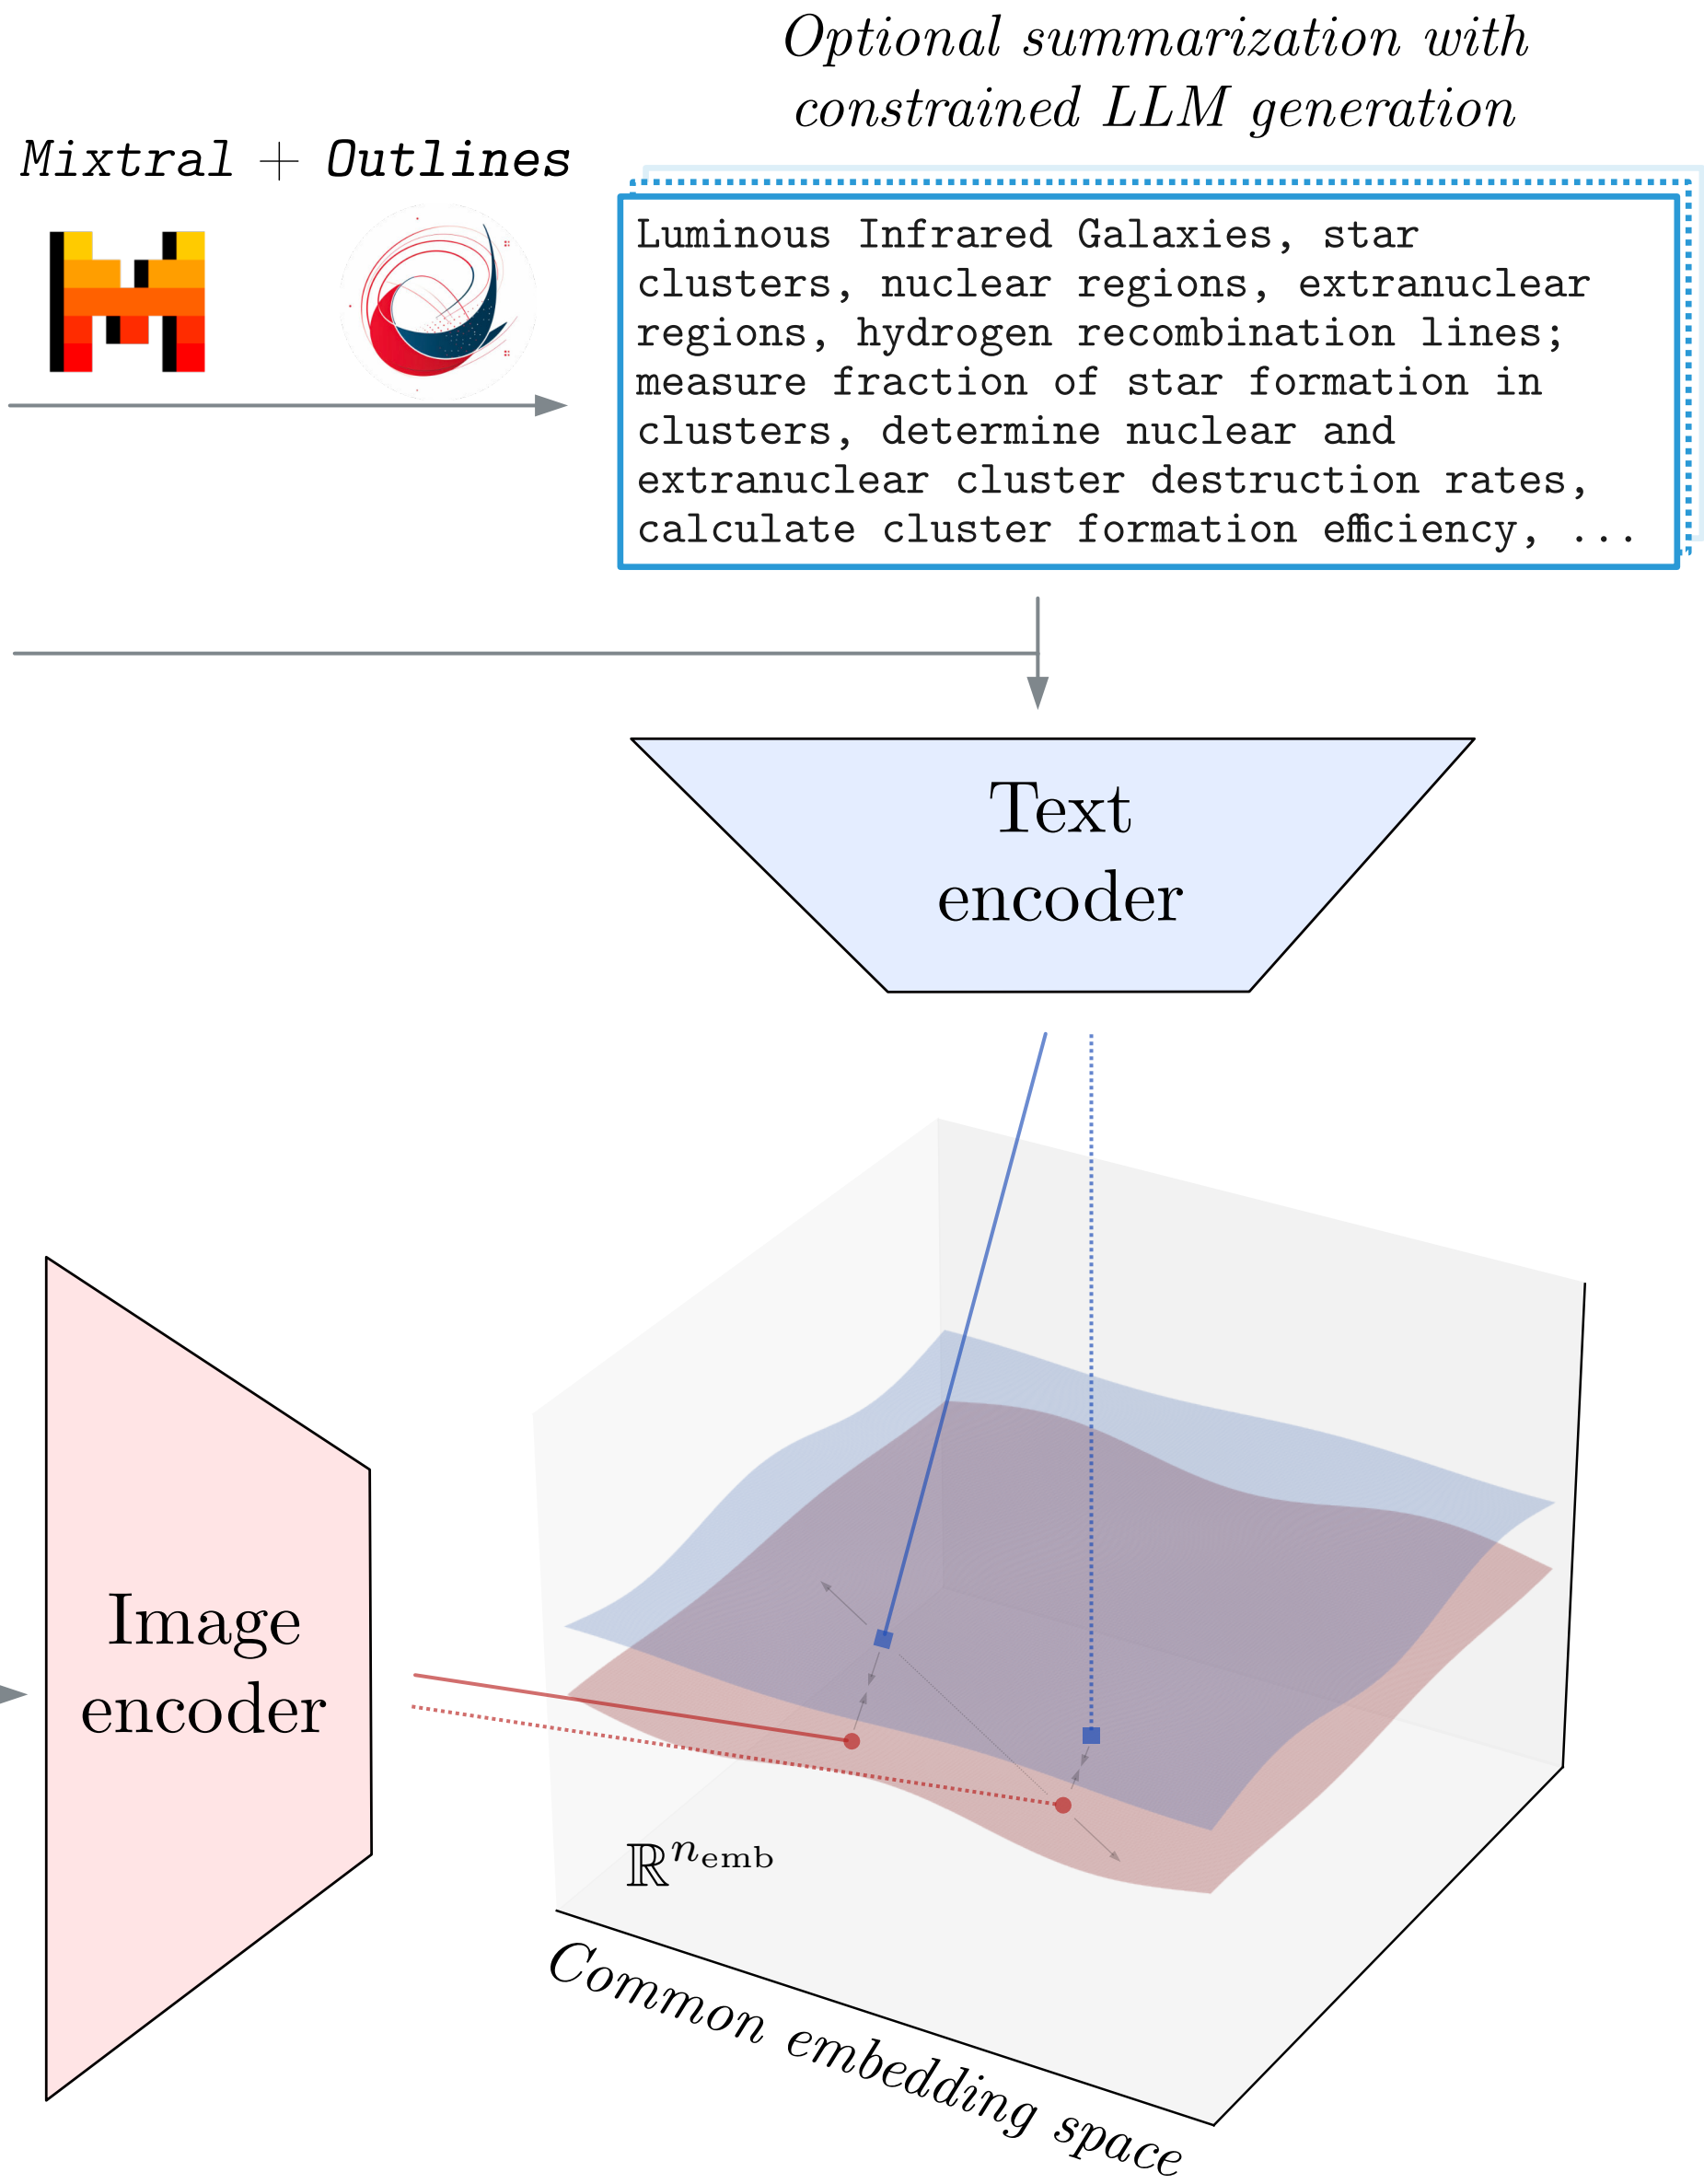 Optional summarization with
constrained LLM generation
Mixtral + Outlines
Luminous Infrared Galaxies, star
clusters, nuclear regions, extranuclear
regions, hydrogen recombination lines;
measure fraction of star formation in
clusters, determine nuclear and
extranuclear cluster destruction rates,
calculate cluster formation efficiency, ...
Text
encoder
Image
encoder
ℝ^n_emb
Common embedding space